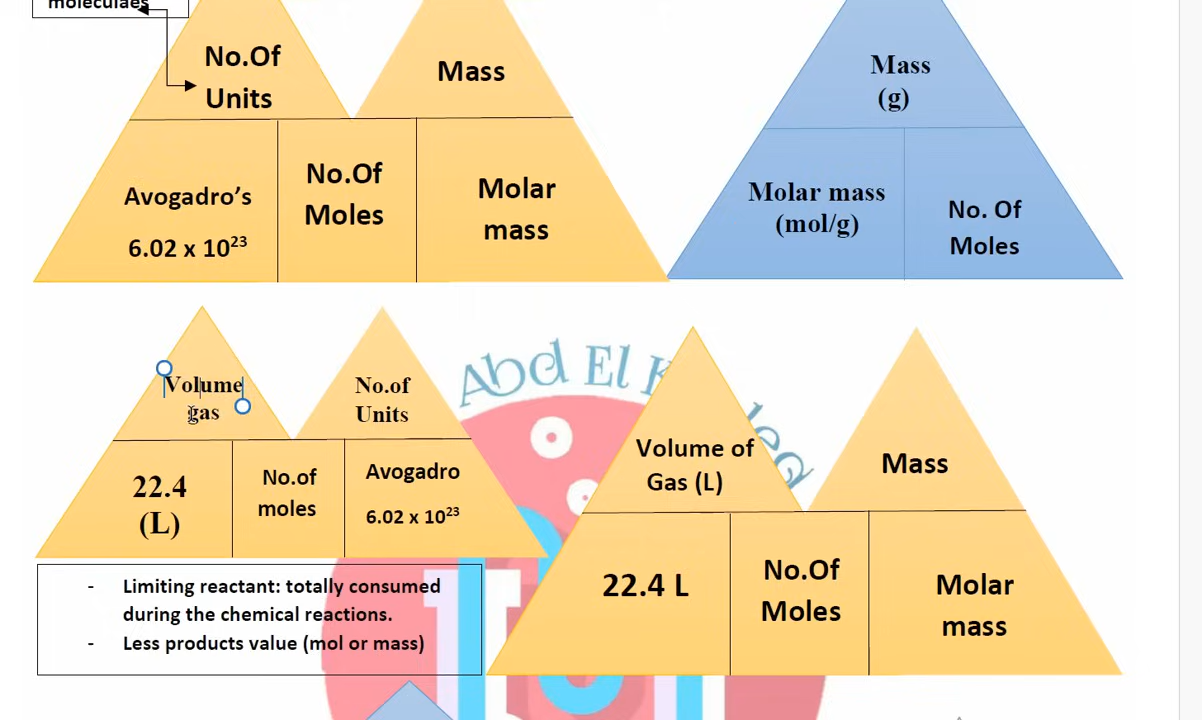 moleculaes
No.Of
Units
Mass
Avogadro’s
6.02 x 10²³
No.Of
Moles
Molar
mass
Mass
(g)
Molar mass
(mol/g)
No. Of
Moles
Volume
gas
No.of
Units
22.4
(L)
No.of
moles
Avogadro
6.02 x 10²³
Abd El K
Volume of
Gas (L)
Mass
22.4 L
No.Of
Moles
Molar
mass
- Limiting reactant: totally consumed
during the chemical reactions.
- Less products value (mol or mass)